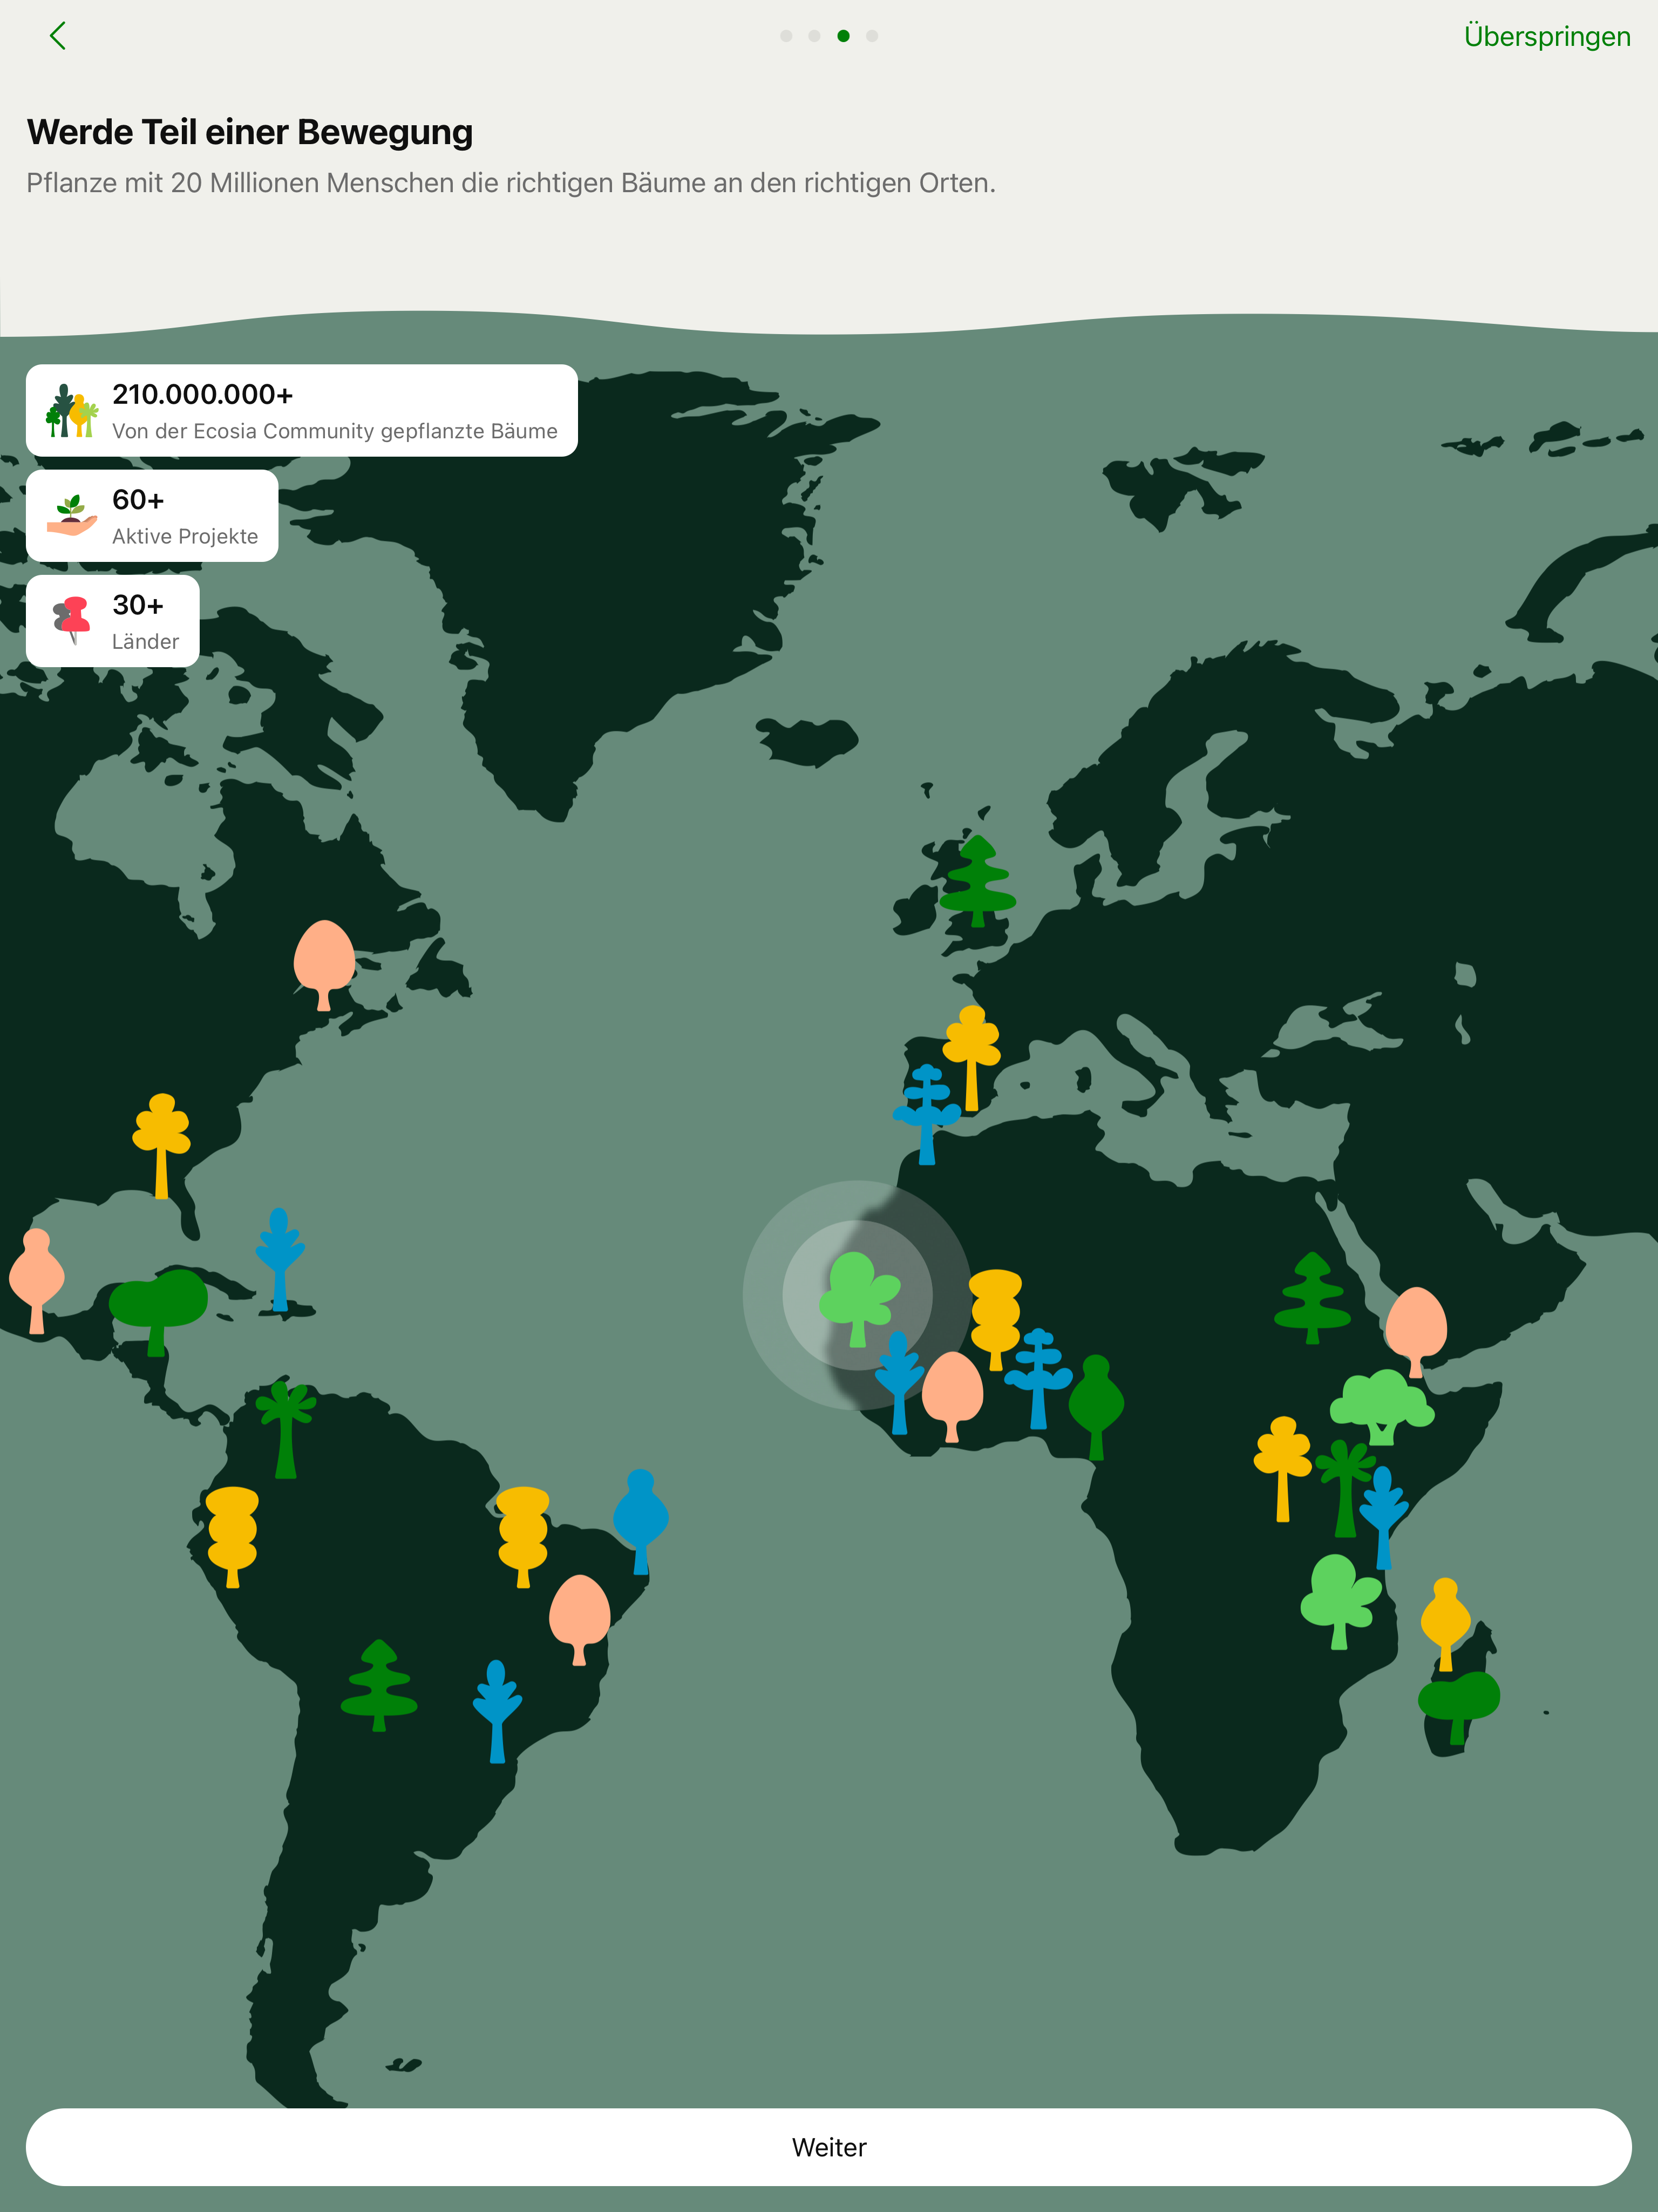 Überspringen
Werde Teil einer Bewegung
Pflanze mit 20 Millionen Menschen die richtigen Bäume an den richtigen Orten.
210.000.000+
Von der Ecosia Community gepflanzte Bäume
60+
Aktive Projekte
30+
Länder
Weiter